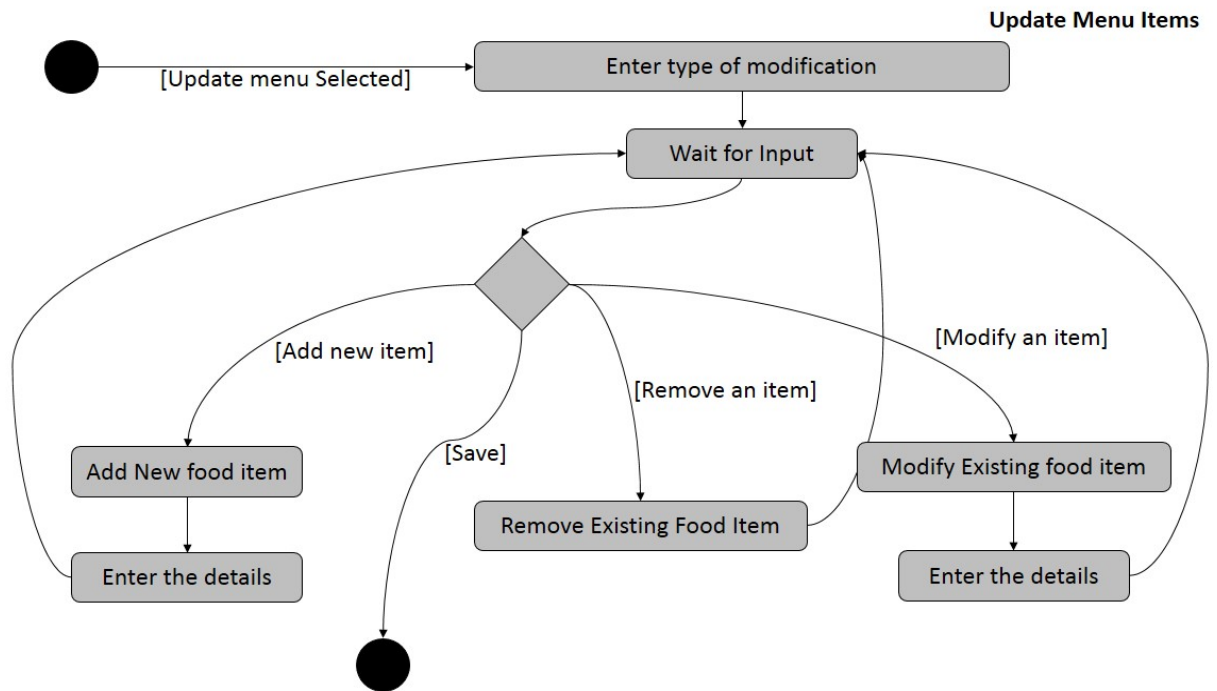 Update Menu Items
[Update menu Selected]
Enter type of modification
Wait for Input
[Add new item]
[Modify an item]
[Remove an item]
[Save]
Add New food item
Modify Existing food item
Remove Existing Food Item
Enter the details
Enter the details